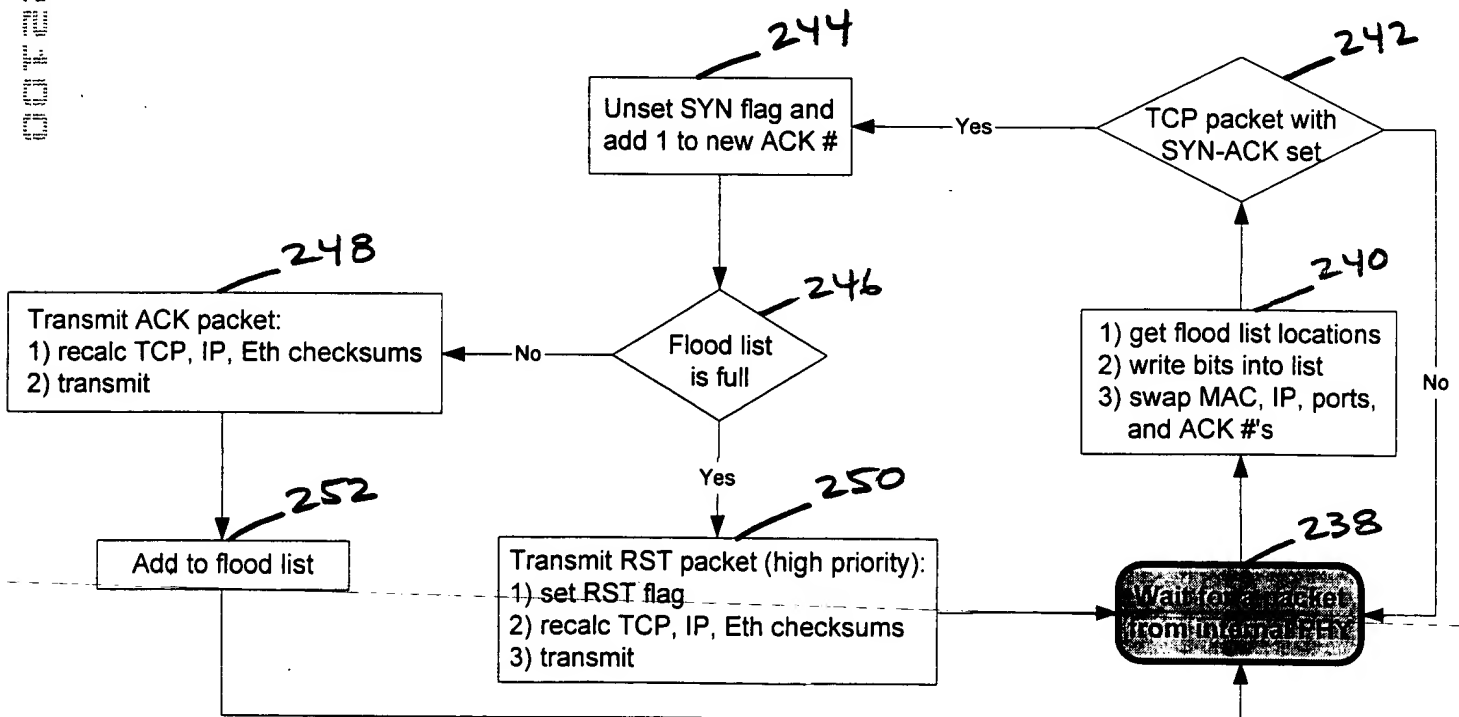 244
242
Unset SYN flag and
add 1 to new ACK #
Yes
TCP packet with
SYN-ACK set
248
246
240
Transmit ACK packet:
1) recalc TCP, IP, Eth checksums
2) transmit
No
Flood list
is full
1) get flood list locations
2) write bits into list
3) swap MAC, IP, ports,
and ACK #'s
No
Yes
252
250
238
Add to flood list
Transmit RST packet (high priority):
1) set RST flag
2) recalc TCP, IP, Eth checksums
3) transmit
Wait for a packet
from internal PHY